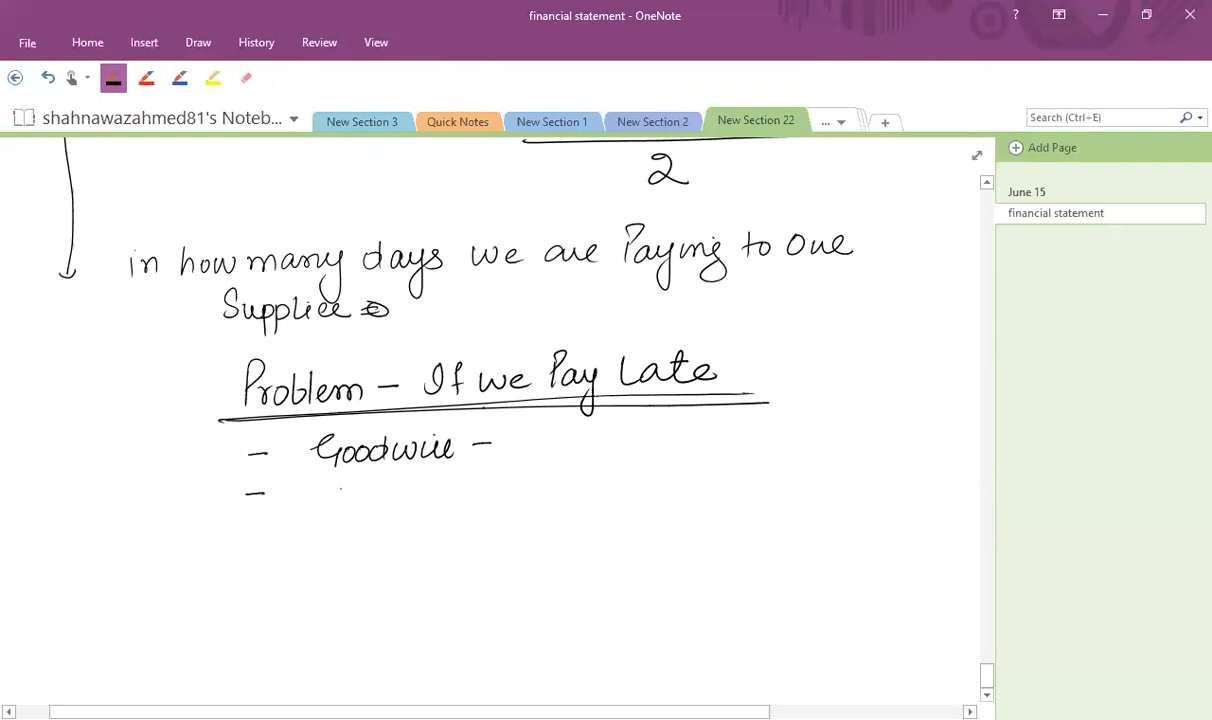 financial statement - OneNote
?
File Home Insert Draw History Review View
shahnawazahmed81's Noteb... New Section 3 Quick Notes New Section 1 New Section 2 New Section 22 ... + Search (Ctrl+E)
Add Page
2
June 15
financial statement
in how many days we are Paying to One
Supplier
Problem - If we Pay Late
- Goodwill -
-